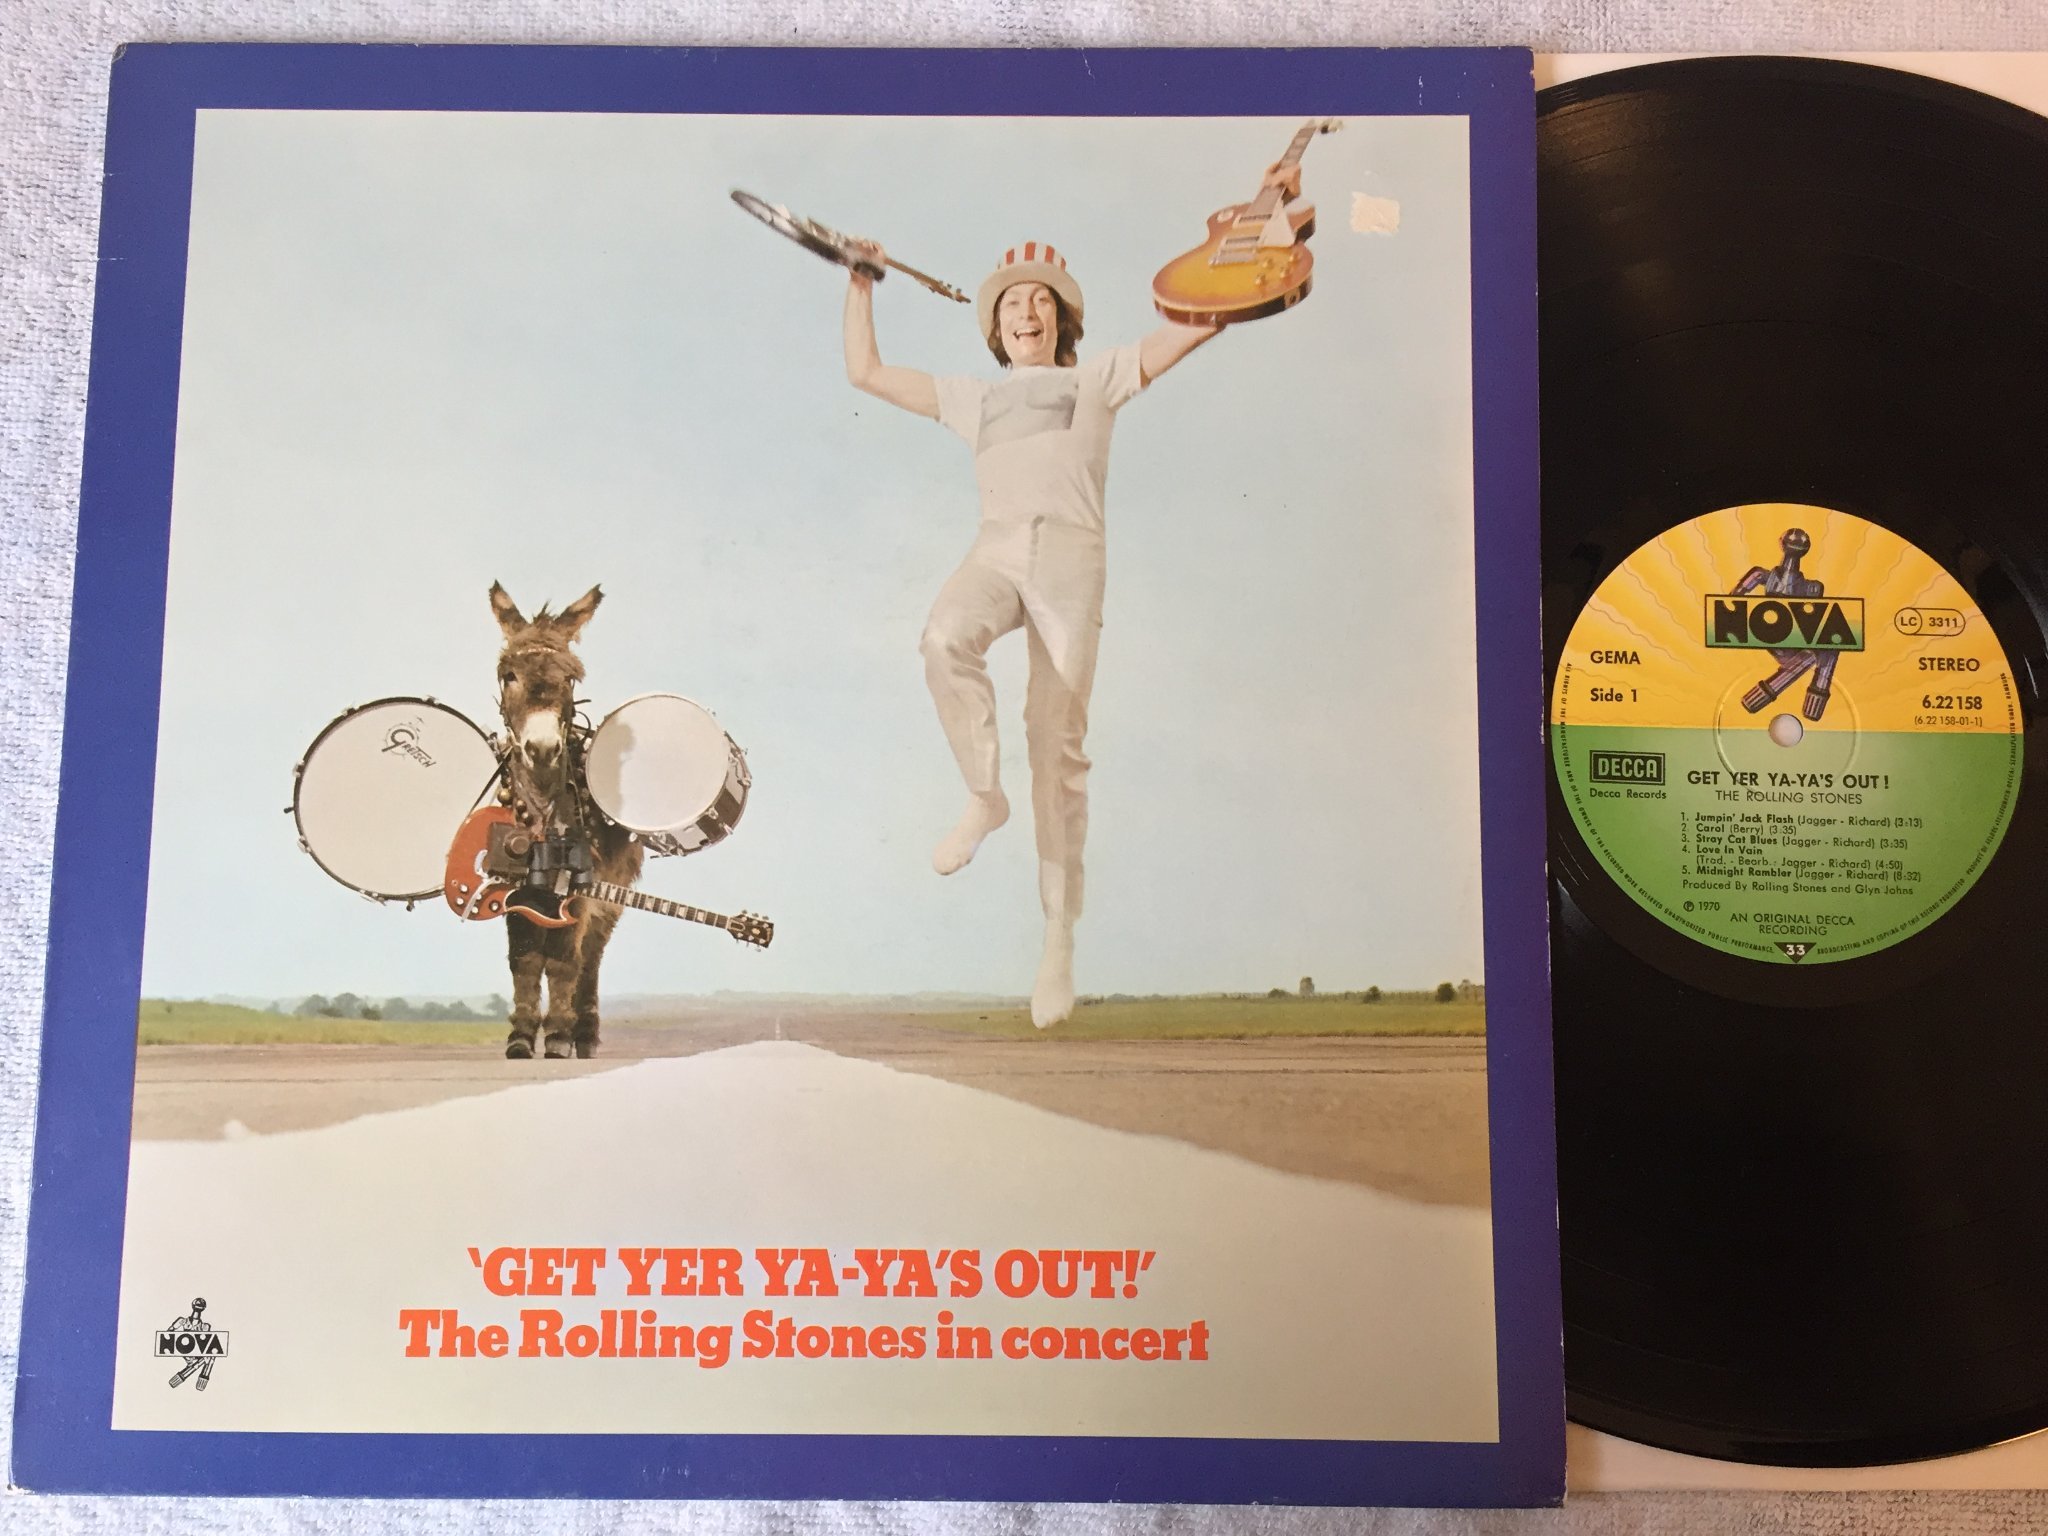 GRETSCH
'GET YER YA-YA'S OUT!'
The Rolling Stones in concert
NOVA
NOVA
LC 3311
GEMA
STEREO
Side 1
6.22 158
(6.22 158-01-1)
DECCA
Decca Records
GET YER YA-YA'S OUT!
THE ROLLING STONES
1. Jumpin' Jack Flash (Jagger - Richard) (3:13)
2. Carol (Berry) (3:35)
3. Stray Cat Blues (Jagger - Richard) (3:35)
4. Love In Vain
(Trad. - Bearb.: Jagger - Richard) (4:50)
5. Midnight Rambler (Jagger - Richard) (8:32)
Produced By Rolling Stones and Glyn Johns
℗ 1970
AN ORIGINAL DECCA
RECORDING
33